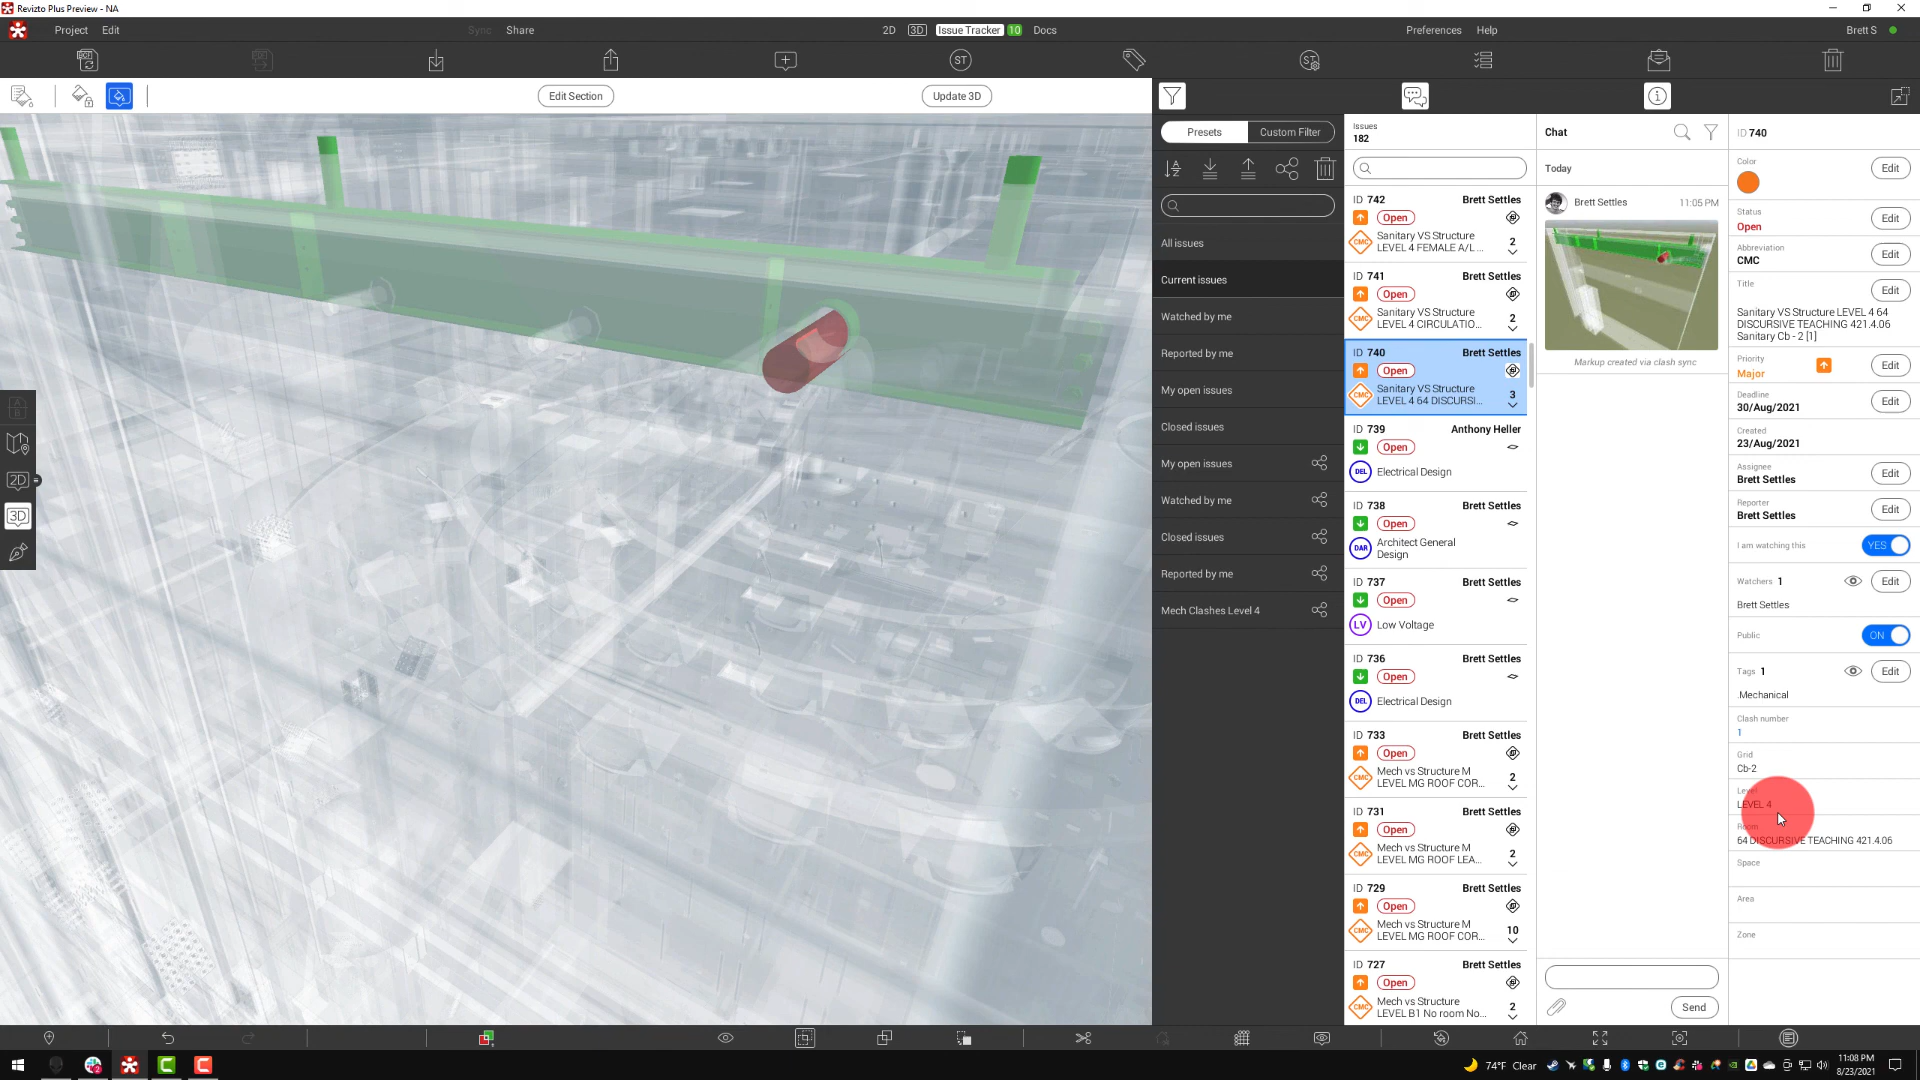 Revizto Plus Preview - NA
Project Edit Sync Share 2D 3D Issue Tracker 10 Docs Preferences Help Brett S
ST
Edit Section Update 3D
Presets Custom Filter
All issues
Current issues
Watched by me
Reported by me
My open issues
Closed issues
My open issues
Watched by me
Closed issues
Reported by me
Mech Clashes Level 4
Issues
182
ID 742 Brett Settles
Open
CMC Sanitary VS Structure
LEVEL 4 FEMALE A/L ... 2
ID 741 Brett Settles
Open
CMC Sanitary VS Structure
LEVEL 4 CIRCULATIO... 2
ID 740 Brett Settles
Open
CMC Sanitary VS Structure
LEVEL 4 64 DISCURSI... 3
ID 739 Anthony Heller
Open
DEL Electrical Design
ID 738 Brett Settles
Open
DAR Architect General
Design
ID 737 Brett Settles
Open
LV Low Voltage
ID 736 Brett Settles
Open
DEL Electrical Design
ID 733 Brett Settles
Open
CMC Mech vs Structure M
LEVEL MG ROOF COR... 2
ID 731 Brett Settles
Open
CMC Mech vs Structure M
LEVEL MG ROOF LEA... 2
ID 729 Brett Settles
Open
CMC Mech vs Structure M
LEVEL MG ROOF COR... 10
ID 727 Brett Settles
Open
CMC Mech vs Structure
LEVEL B1 No room No... 2
Chat
Today
Brett Settles 11:05 PM
Markup created via clash sync
Send
ID 740
Color Edit
Status
Open Edit
Abbreviation
CMC Edit
Title Edit
Sanitary VS Structure LEVEL 4 64
DISCURSIVE TEACHING 421.4.06
Sanitary Cb - 2 [1]
Priority
Major Edit
Deadline
30/Aug/2021 Edit
Created
23/Aug/2021
Assignee
Brett Settles Edit
Reporter
Brett Settles Edit
I am watching this YES
Watchers 1 Edit
Brett Settles
Public ON
Tags 1 Edit
.Mechanical
Clash number
1
Grid
Cb-2
Level
LEVEL 4
Room
64 DISCURSIVE TEACHING 421.4.06
Space
Area
Zone
2D
3D
74°F Clear
11:08 PM
8/23/2021